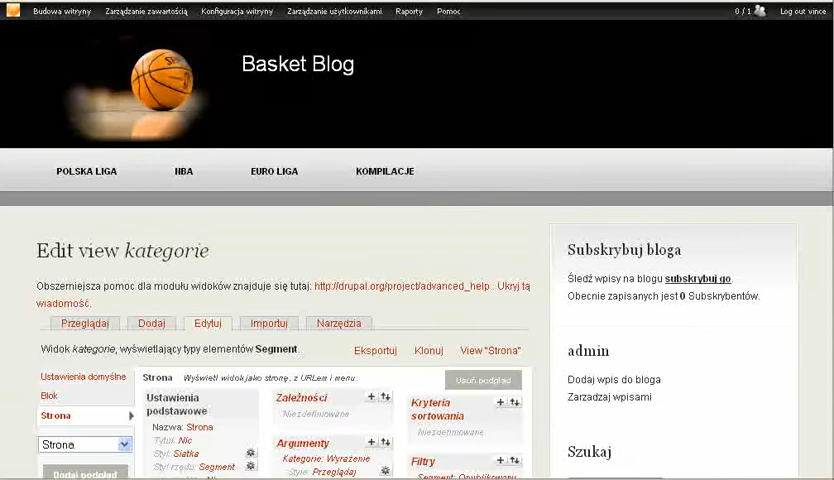 Budowa witryny Zarządzanie zawartością Konfiguracja witryny Zarządzanie użytkownikami Raporty Pomoc 0 / 1 Log out vince
Basket Blog
POLSKA LIGA NBA EURO LIGA KOMPILACJE
Edit view kategorie
Obszerniejsza pomoc dla modułu widoków znajduje się tutaj: http://drupal.org/project/advanced_help . Ukryj tą
wiadomość.
Przeglądaj Dodaj Edytuj Importuj Narzędzia
Widok kategorie, wyświetlający typy elementów Segment.
Eksportuj Klonuj View "Strona"
Ustawienia domyślne
Blok
Strona
Strona
Dodaj podgląd
Strona Wyświetl widok jako stronę, z URLem i menu.
Usuń podgląd
Ustawienia
podstawowe
Nazwa: Strona
Tytuł: Nic
Styl: Siatka
Styl rzędu: Segment
Zależności
Niezdefiniowane
Argumenty
Kategorie: Wyrażenie
Style: Przeglądaj
Kryteria
sortowania
Niezdefiniowane
Filtry
Segment: Opublikowany
Subskrybuj bloga
Śledź wpisy na blogu subskrybuj go.
Obecnie zapisanych jest 0 Subskrybentów.
admin
Dodaj wpis do bloga
Zarzadzaj wpisami
Szukaj